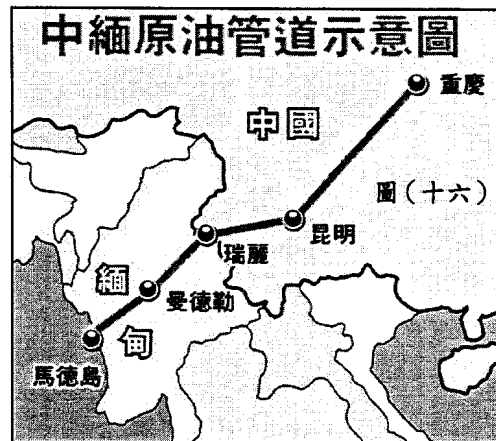 中緬原油管道示意圖
重慶
中國
圖(十六)
昆明
瑞麗
緬甸
曼德勒
馬德島